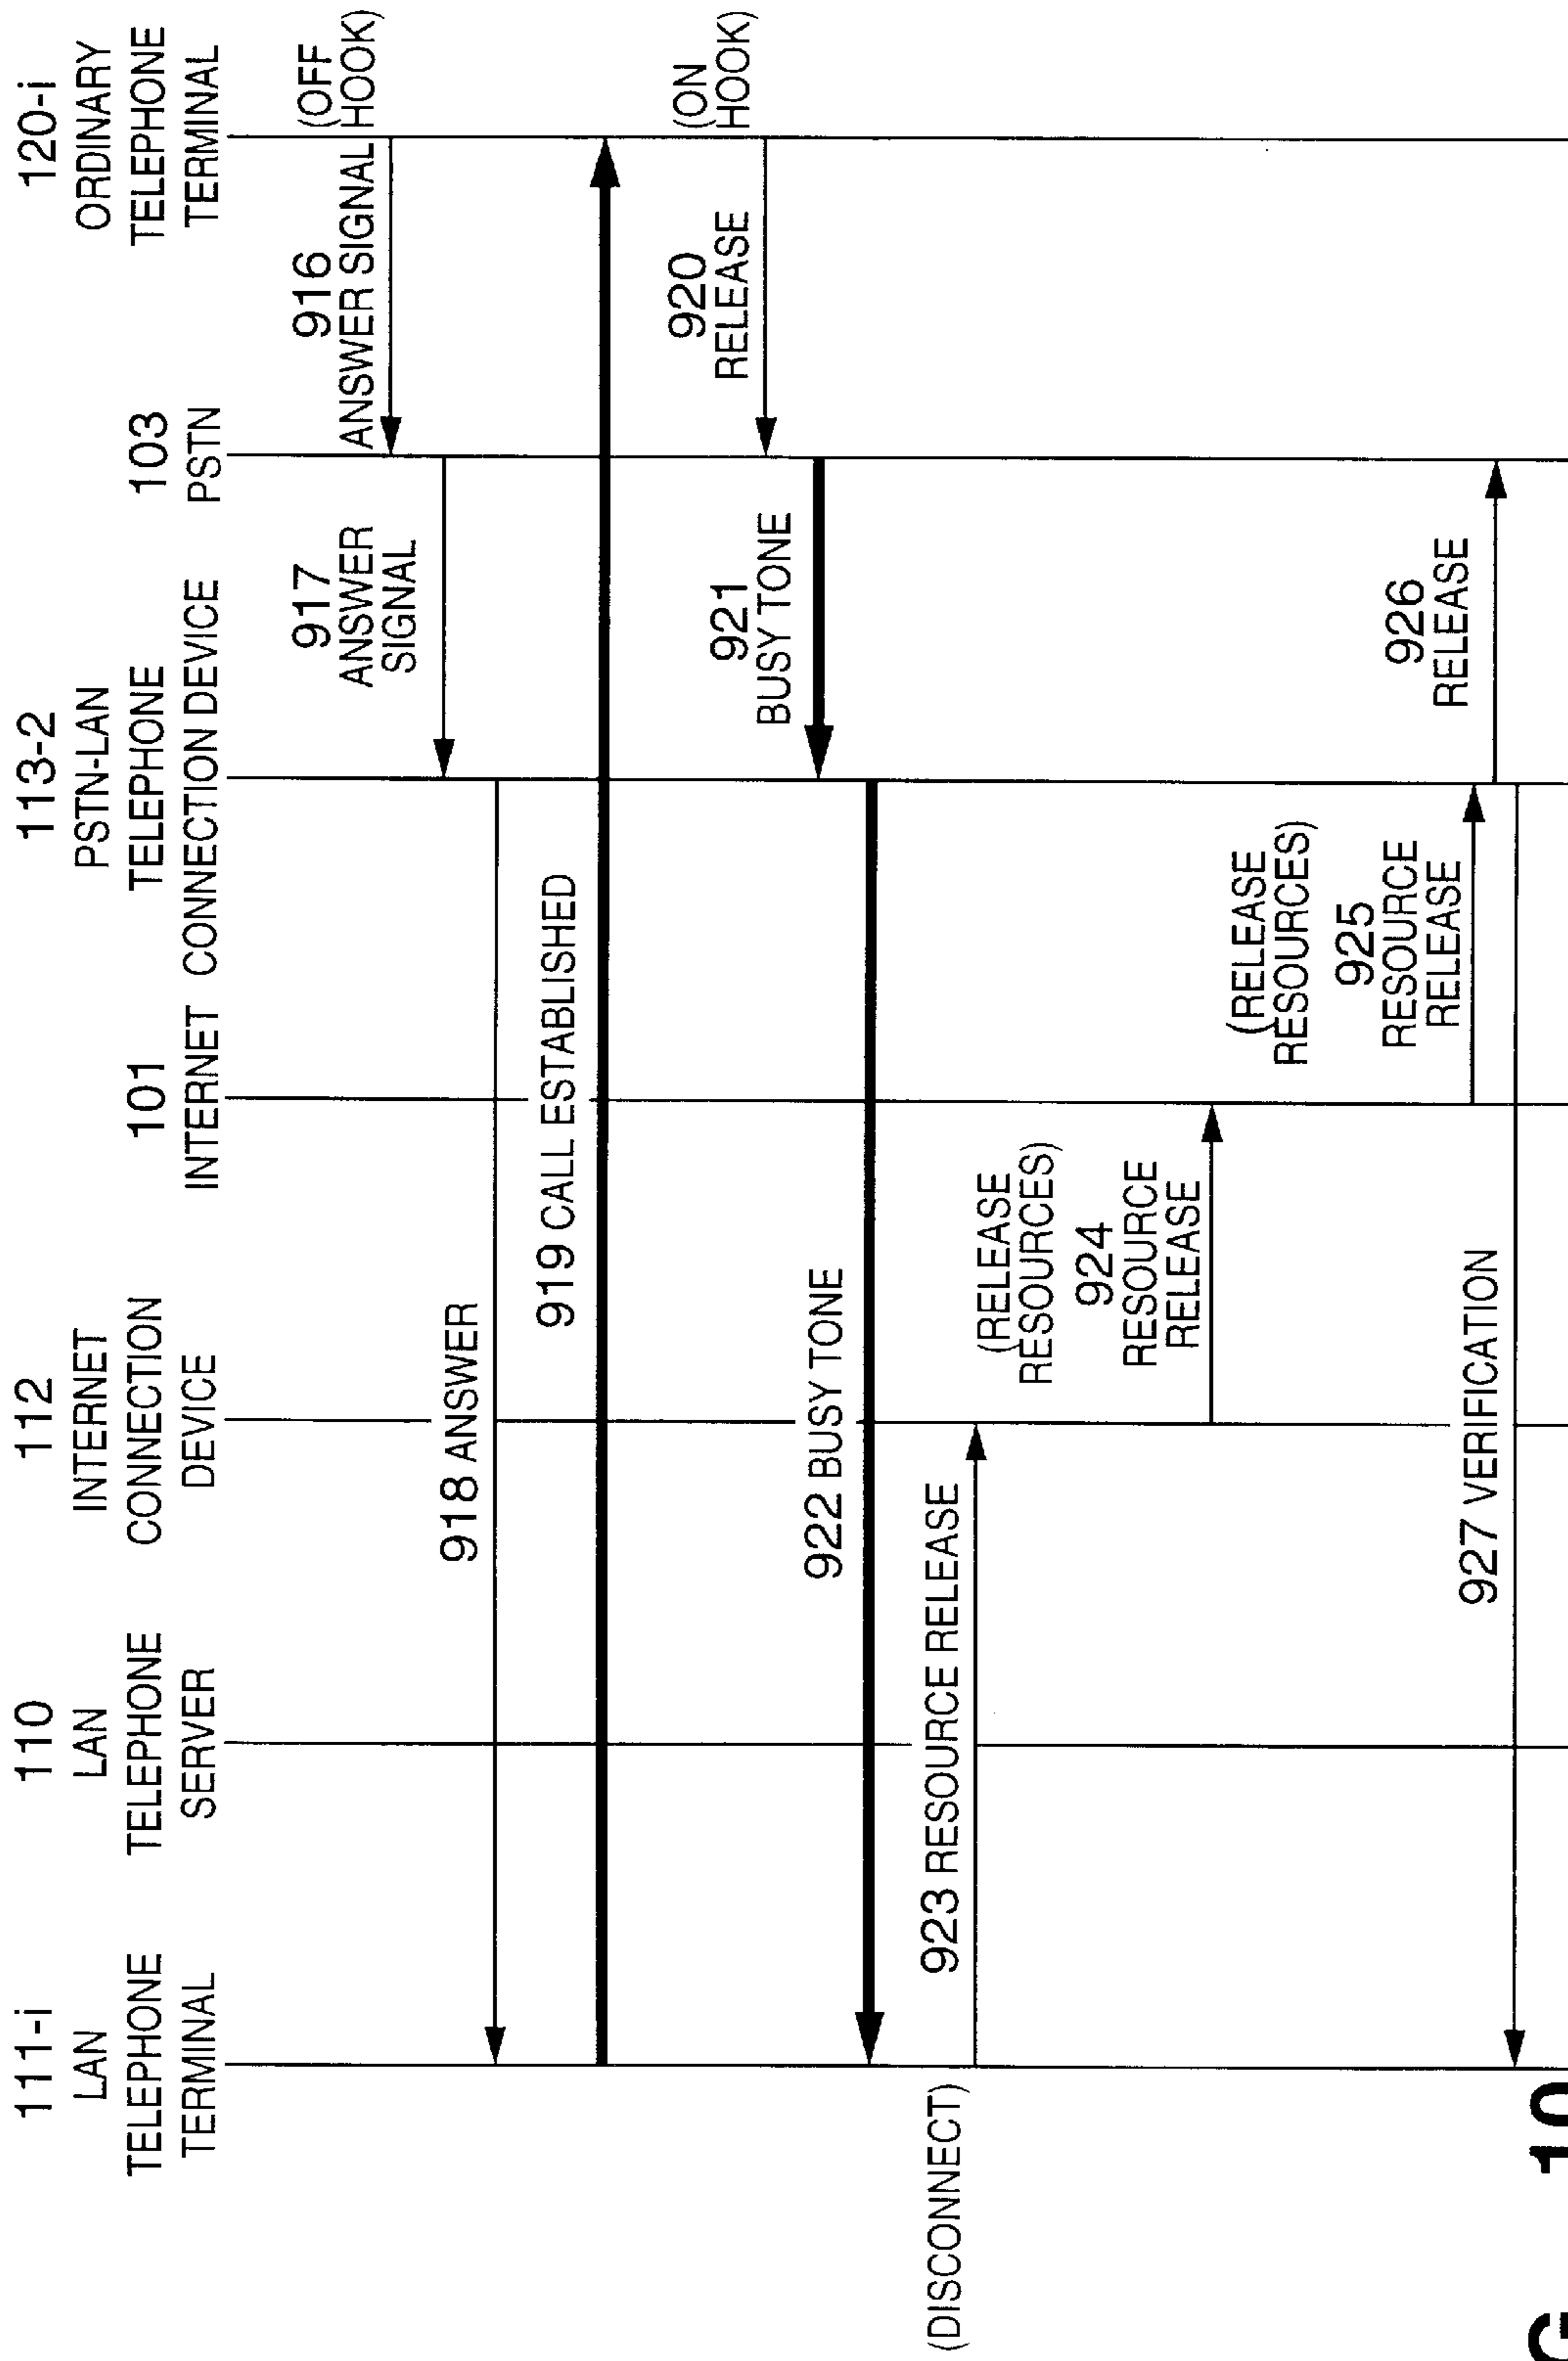 111-i
LAN
TELEPHONE
TERMINAL
110
LAN
TELEPHONE
SERVER
112
INTERNET
CONNECTION
DEVICE
101
INTERNET
113-2
PSTN-LAN
TELEPHONE
CONNECTION DEVICE
103
PSTN
120-i
ORDINARY
TELEPHONE
TERMINAL
(OFF
HOOK)
916
ANSWER SIGNAL
917
ANSWER
SIGNAL
918 ANSWER
919 CALL ESTABLISHED
(ON
HOOK)
920
RELEASE
921
BUSY TONE
922 BUSY TONE
(DISCONNECT)
923 RESOURCE RELEASE
(RELEASE
RESOURCES)
924
RESOURCE
RELEASE
(RELEASE
RESOURCES)
925
RESOURCE
RELEASE
926
RELEASE
927 VERIFICATION
G 10